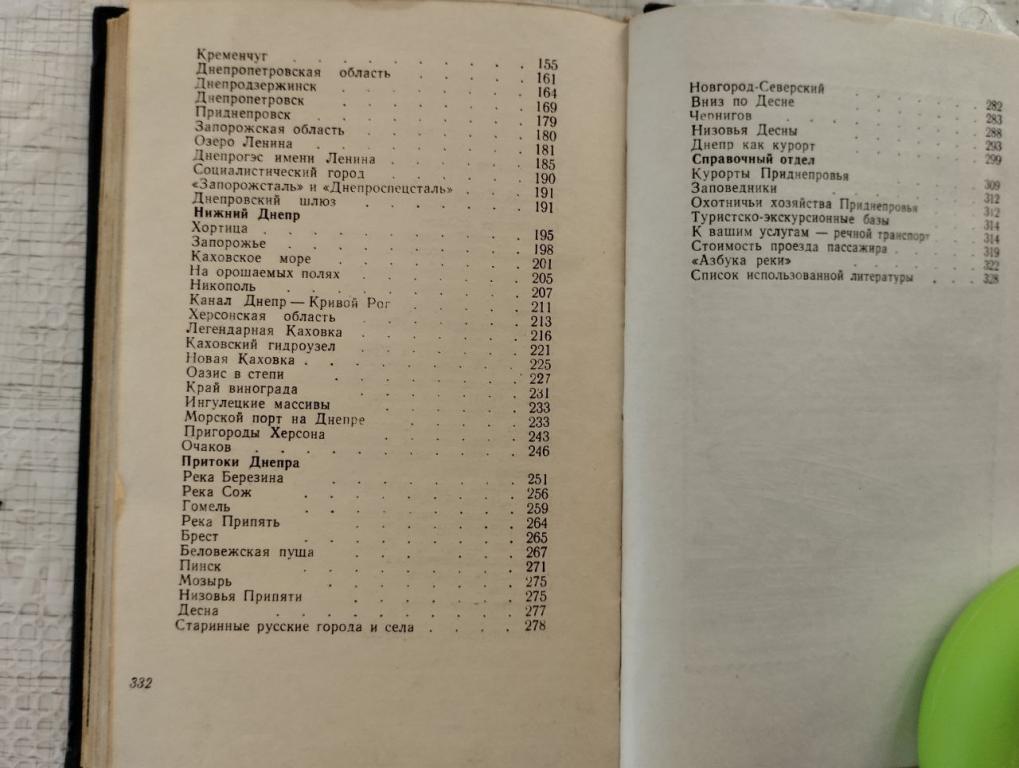 Кременчуг . . . . . . . . . 155
Днепропетровская область . . . . . 161
Днепродзержинск . . . . . . . 164
Днепропетровск . . . . . . . 169
Приднепровск . . . . . . . 179
Запорожская область . . . . . . 180
Озеро Ленина . . . . . . . . 181
Днепрогэс имени Ленина . . . . . 185
Социалистический город . . . . . 190
«Запорожсталь» и «Днепроспецсталь» . . . 191
Днепровский шлюз . . . . . . . 191
Нижний Днепр
Хортица . . . . . . . . . 195
Запорожье . . . . . . . . 198
Каховское море . . . . . . . 201
На орошаемых полях . . . . . . 205
Никополь . . . . . . . . 207
Канал Днепр — Кривой Рог . . . . . 211
Херсонская область . . . . . . 213
Легендарная Каховка . . . . . . 216
Каховский гидроузел . . . . . . 221
Новая Каховка . . . . . . . . 225
Оазис в степи . . . . . . . 227
Край винограда . . . . . . . 231
Ингулецкие массивы . . . . . . 233
Морской порт на Днепре . . . . . 233
Пригороды Херсона . . . . . . 243
Очаков . . . . . . . . . 246
Притоки Днепра
Река Березина . . . . . . . 251
Река Сож . . . . . . . . 256
Гомель . . . . . . . . 259
Река Припять . . . . . . . 264
Брест . . . . . . . . 265
Беловежская пуща . . . . . . 267
Пинск . . . . . . . . 271
Мозырь . . . . . . . . 275
Низовья Припяти . . . . . . . 275
Десна . . . . . . . . . 277
Старинные русские города и села . . . . 278
332
Новгород-Северский . . . . . . 282
Вниз по Десне . . . . . . . 283
Чернигов . . . . . . . . 288
Низовья Десны . . . . . . . 293
Днепр как курорт . . . . . . 299
Справочный отдел
Курорты Приднепровья . . . . . 309
Заповедники . . . . . . . 312
Охотничьи хозяйства Приднепровья . . . 312
Туристско-экскурсионные базы . . . . 314
К вашим услугам — речной транспорт . . 314
Стоимость проезда пассажира . . . . 319
«Азбука реки» . . . . . . . 322
Список использованной литературы . . . 328